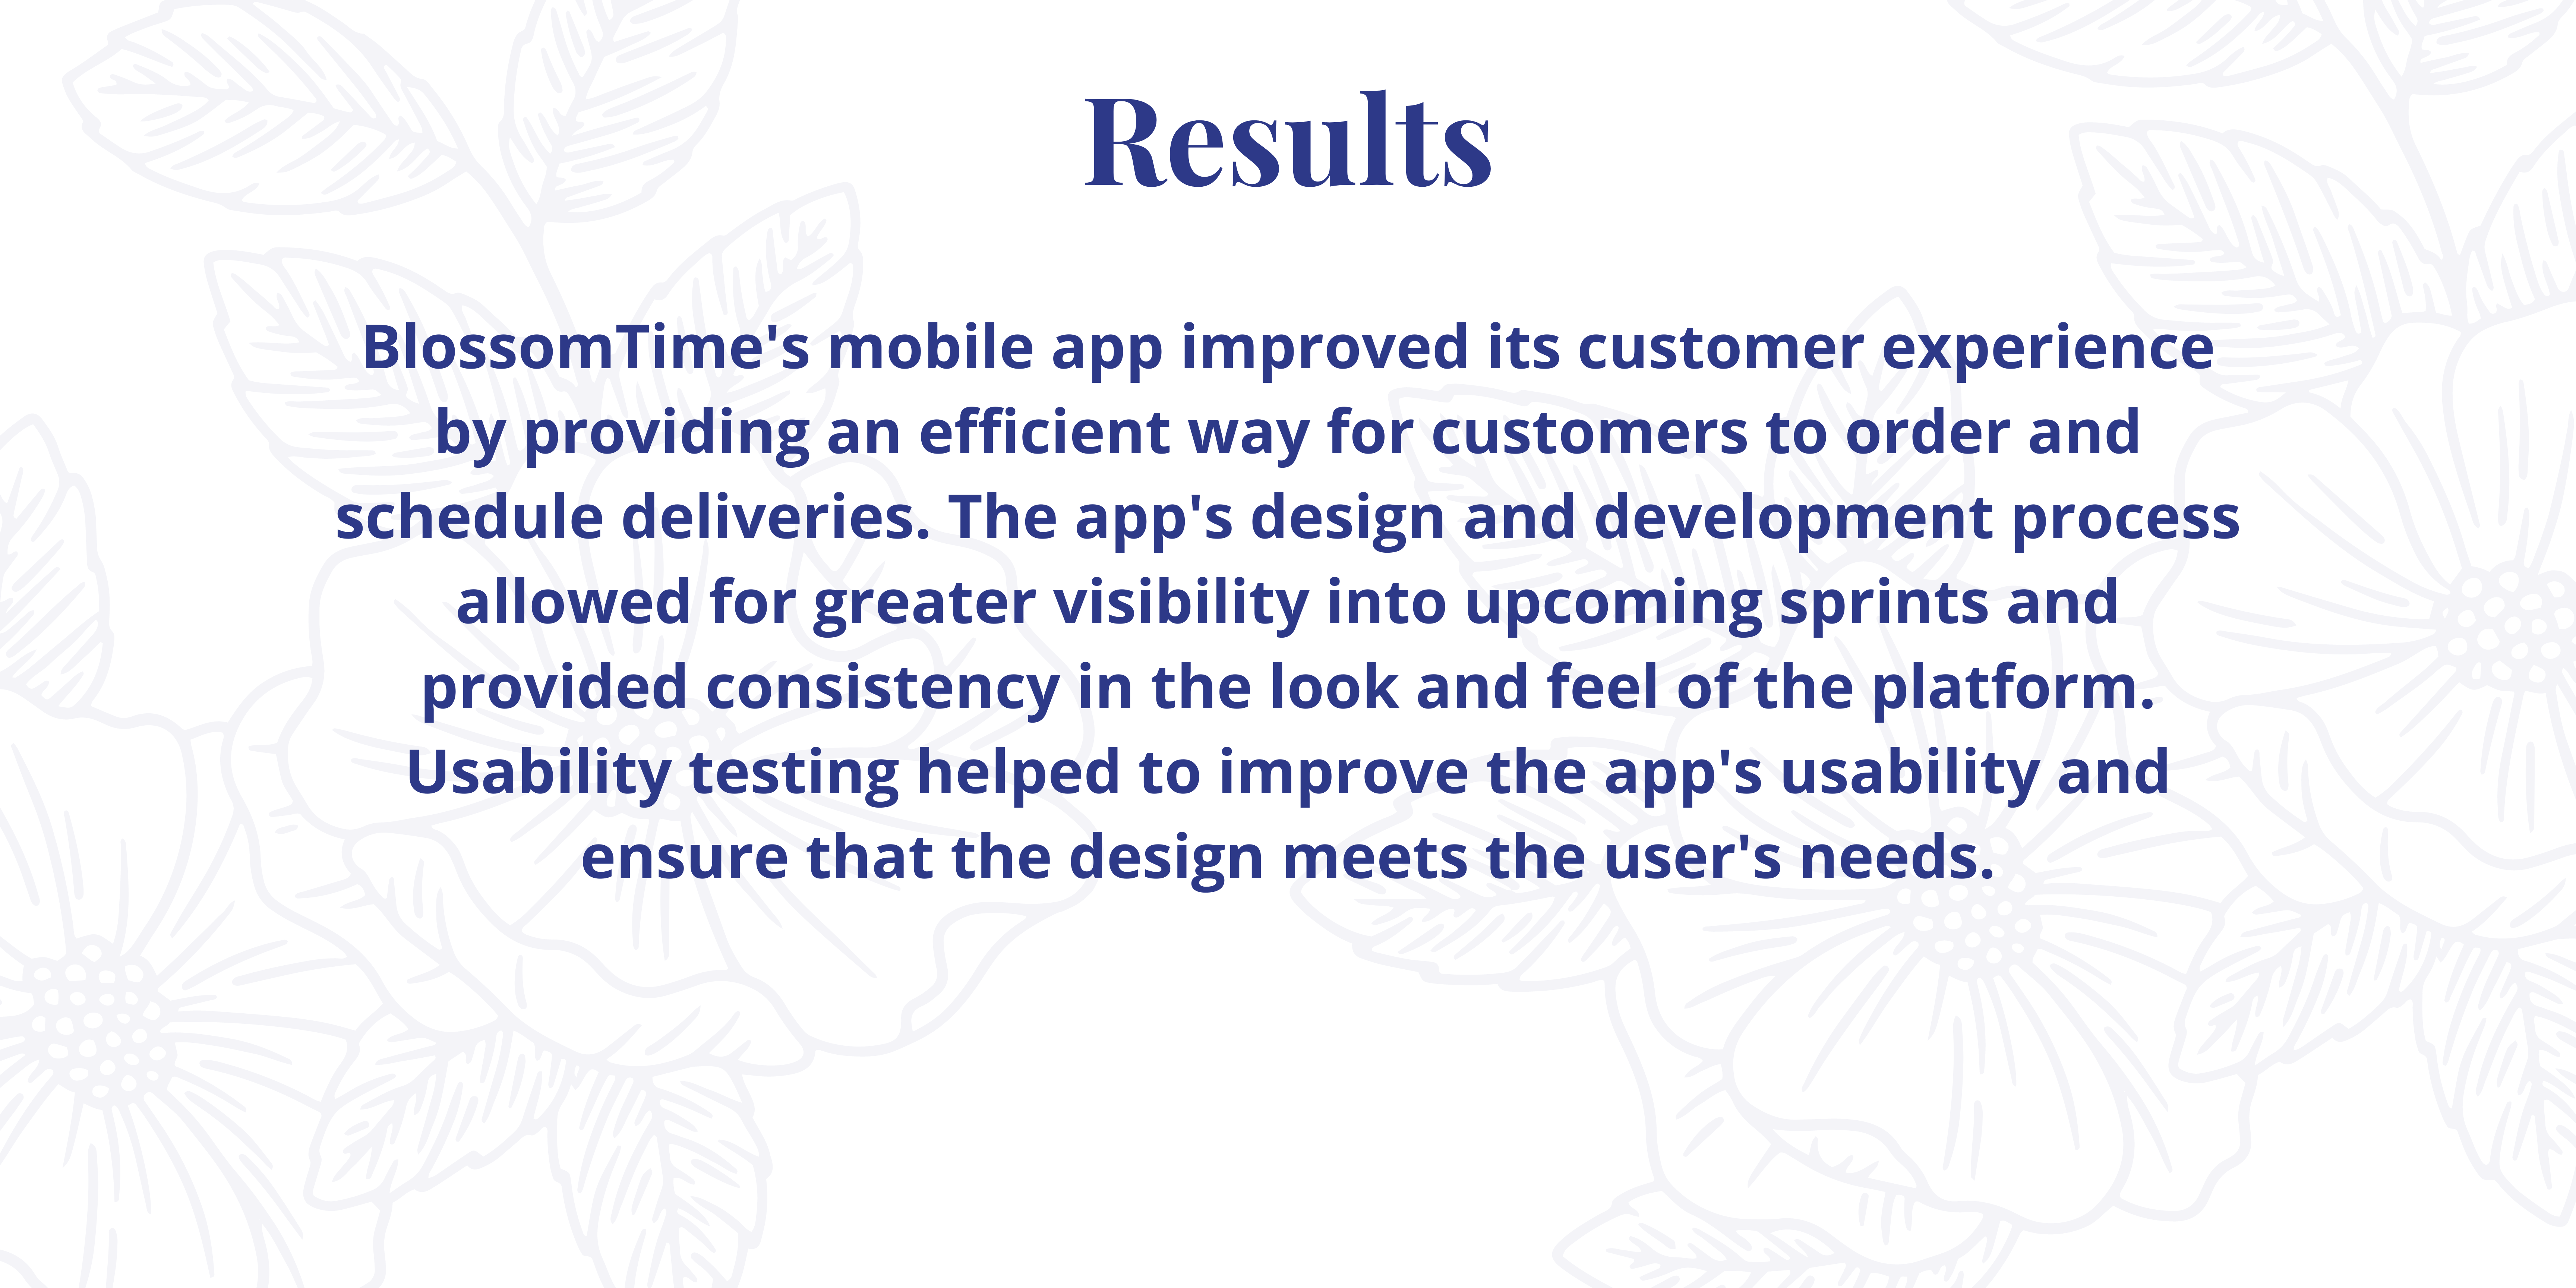 Results
BlossomTime's mobile app improved its customer experience
by providing an efficient way for customers to order and
schedule deliveries. The app's design and development process
allowed for greater visibility into upcoming sprints and
provided consistency in the look and feel of the platform.
Usability testing helped to improve the app's usability and
ensure that the design meets the user's needs.